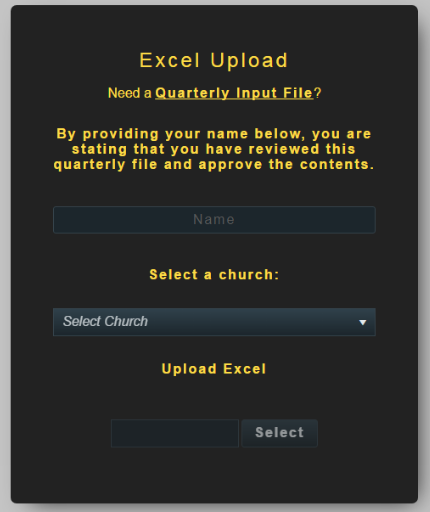 Excel Upload
Need a Quarterly Input File?
By providing your name below, you are
stating that you have reviewed this
quarterly file and approve the contents.
Name
Select a church:
Select Church
Upload Excel
Select